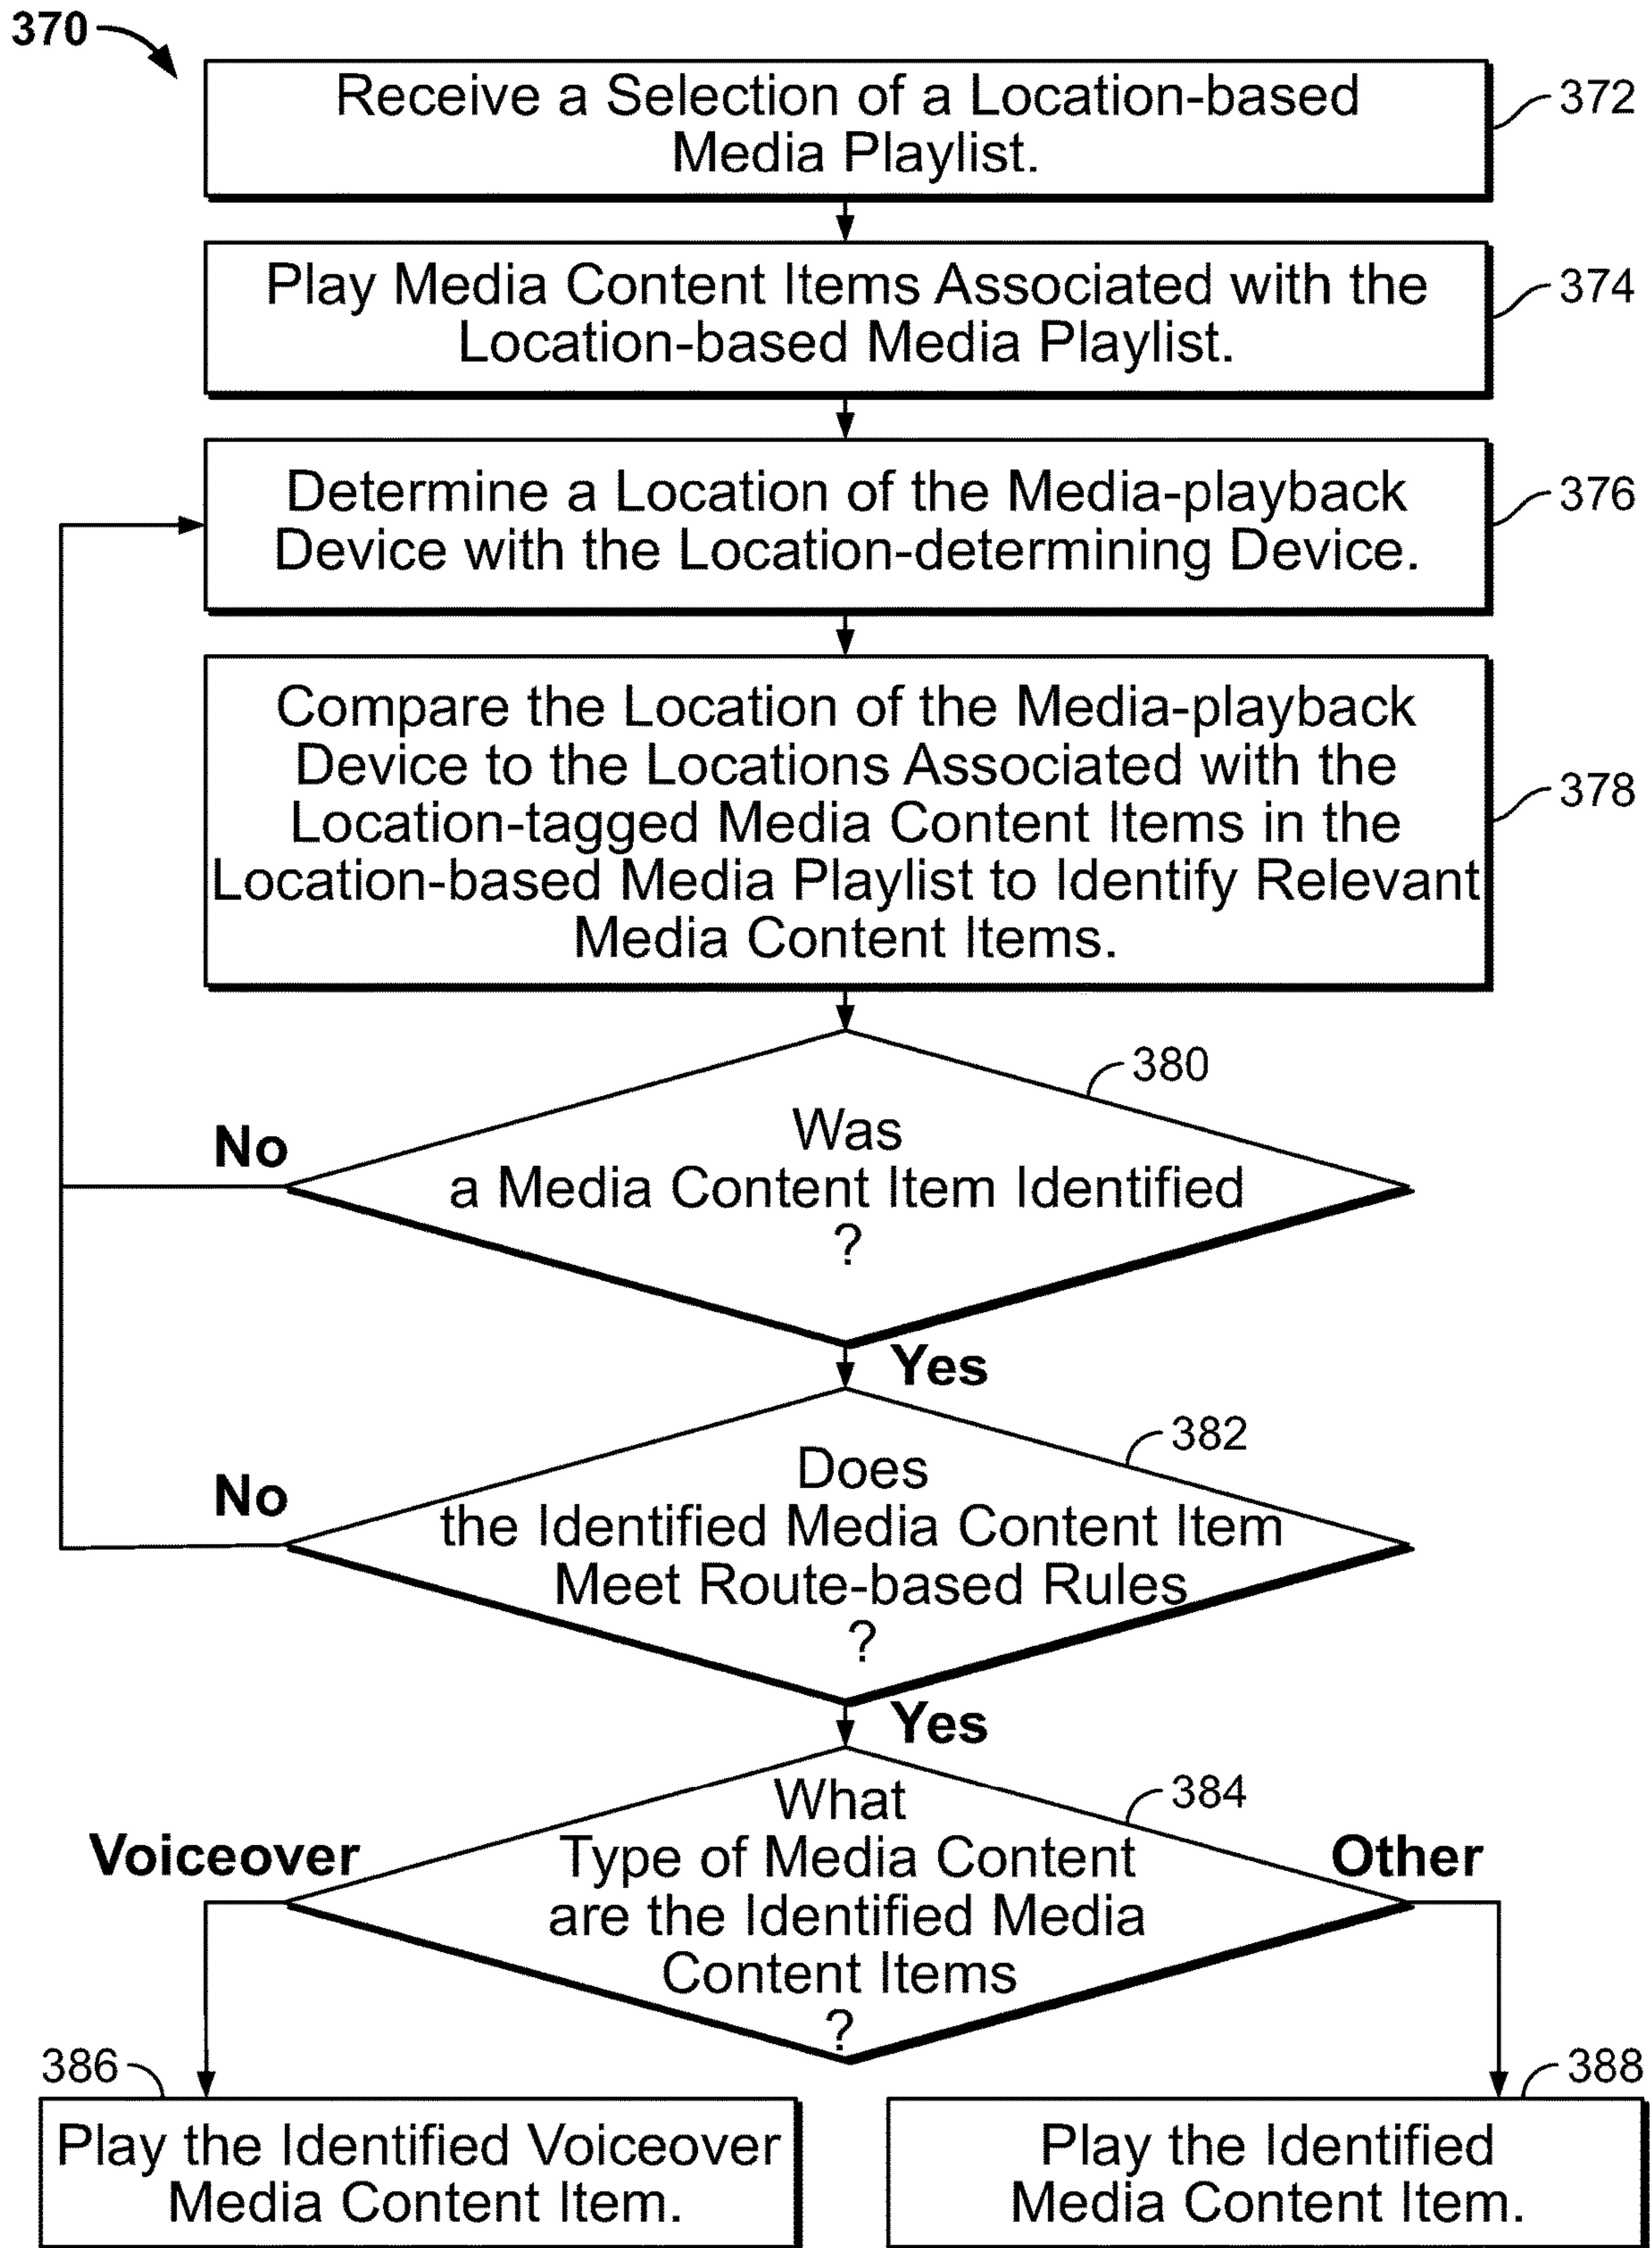 370
Receive a Selection of a Location-based
Media Playlist.
372
Play Media Content Items Associated with the
Location-based Media Playlist.
374
Determine a Location of the Media-playback
Device with the Location-determining Device.
376
Compare the Location of the Media-playback
Device to the Locations Associated with the
Location-tagged Media Content Items in the
Location-based Media Playlist to Identify Relevant
Media Content Items.
378
380
Was
a Media Content Item Identified
?
No
Yes
382
Does
the Identified Media Content Item
Meet Route-based Rules
?
No
Yes
384
What
Type of Media Content
are the Identified Media
Content Items
?
Voiceover
Other
386
Play the Identified Voiceover
Media Content Item.
388
Play the Identified
Media Content Item.